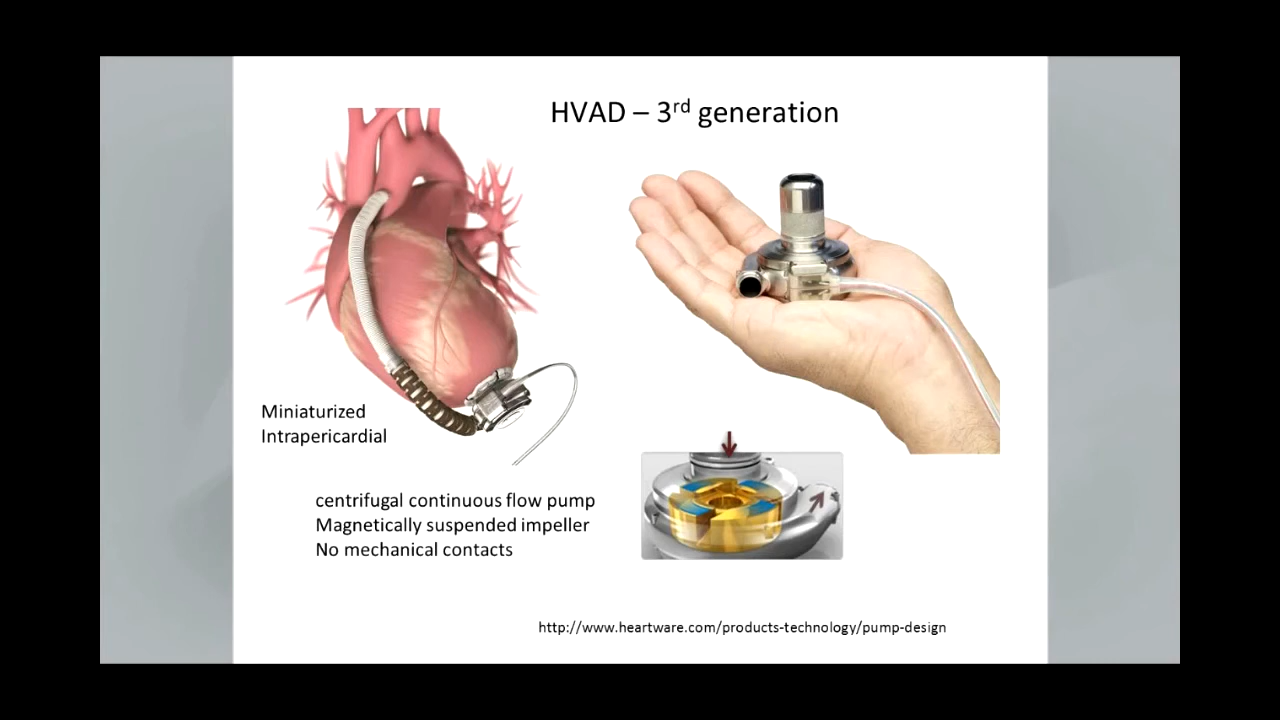 HVAD – 3rd generation
Miniaturized
Intrapericardial
centrifugal continuous flow pump
Magnetically suspended impeller
No mechanical contacts
http://www.heartware.com/products-technology/pump-design